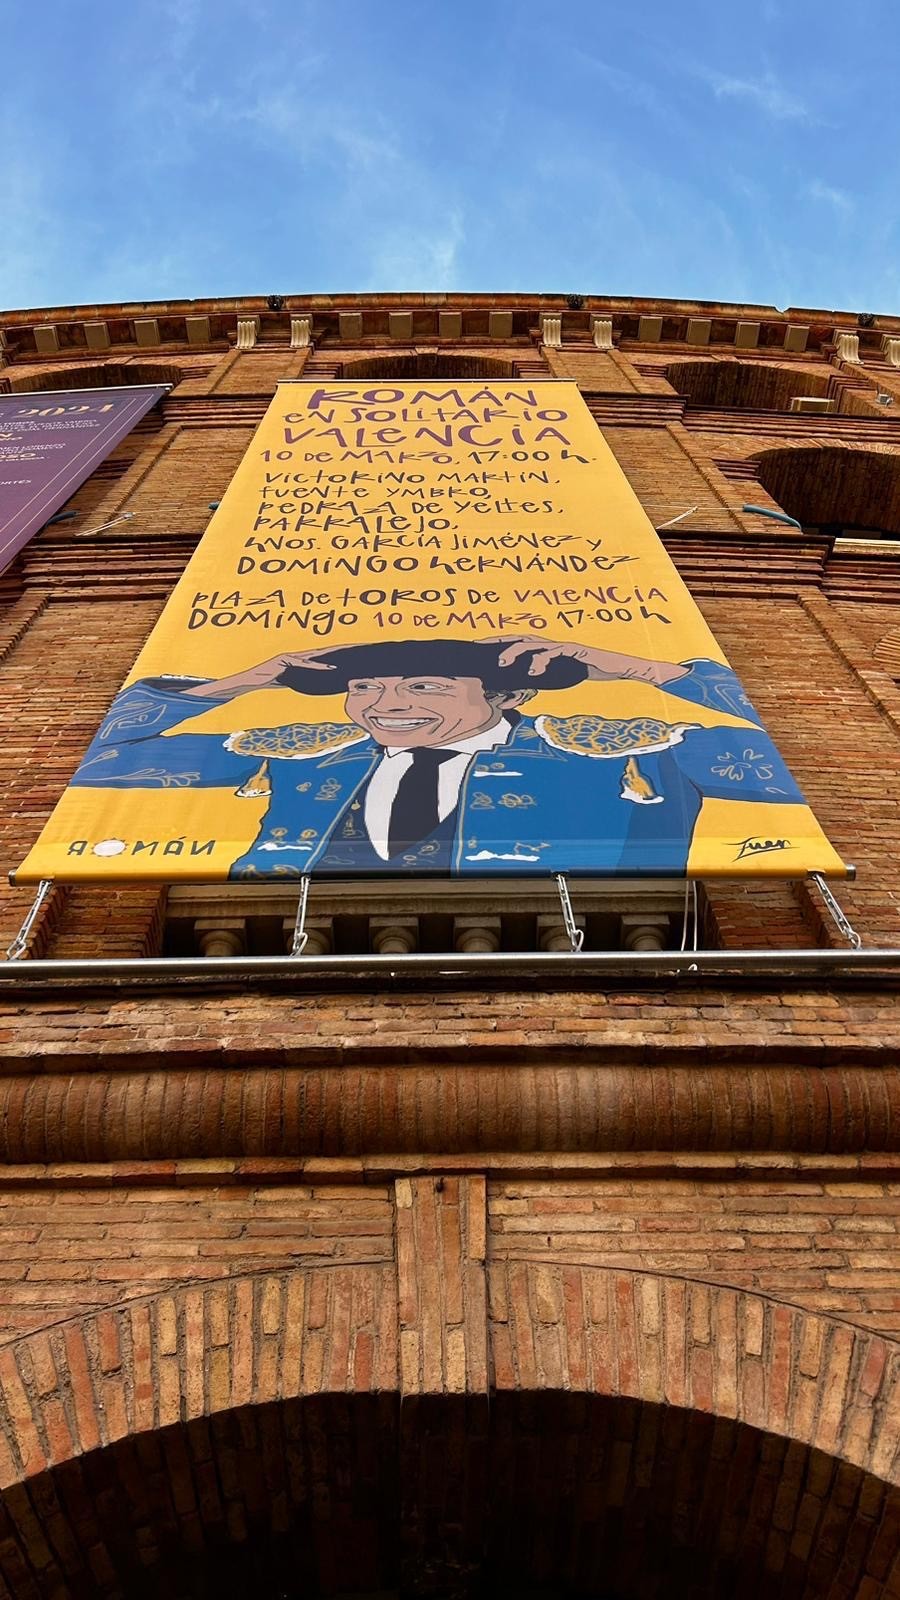 2024
ROMÁN
EN SOLITARIO
VALENCIA
10 DE MARZO, 17:00 h.
VICTORINO MARTÍN,
FUENTE YMBRO,
PEDRAZA DE YELTES,
PARRALEJO,
HNOS. GARCÍA JIMÉNEZ Y
DOMINGO HERNÁNDEZ
PLAZA DE TOROS DE VALENCIA
DOMINGO 10 DE MARZO 17:00 h
ROMÁN